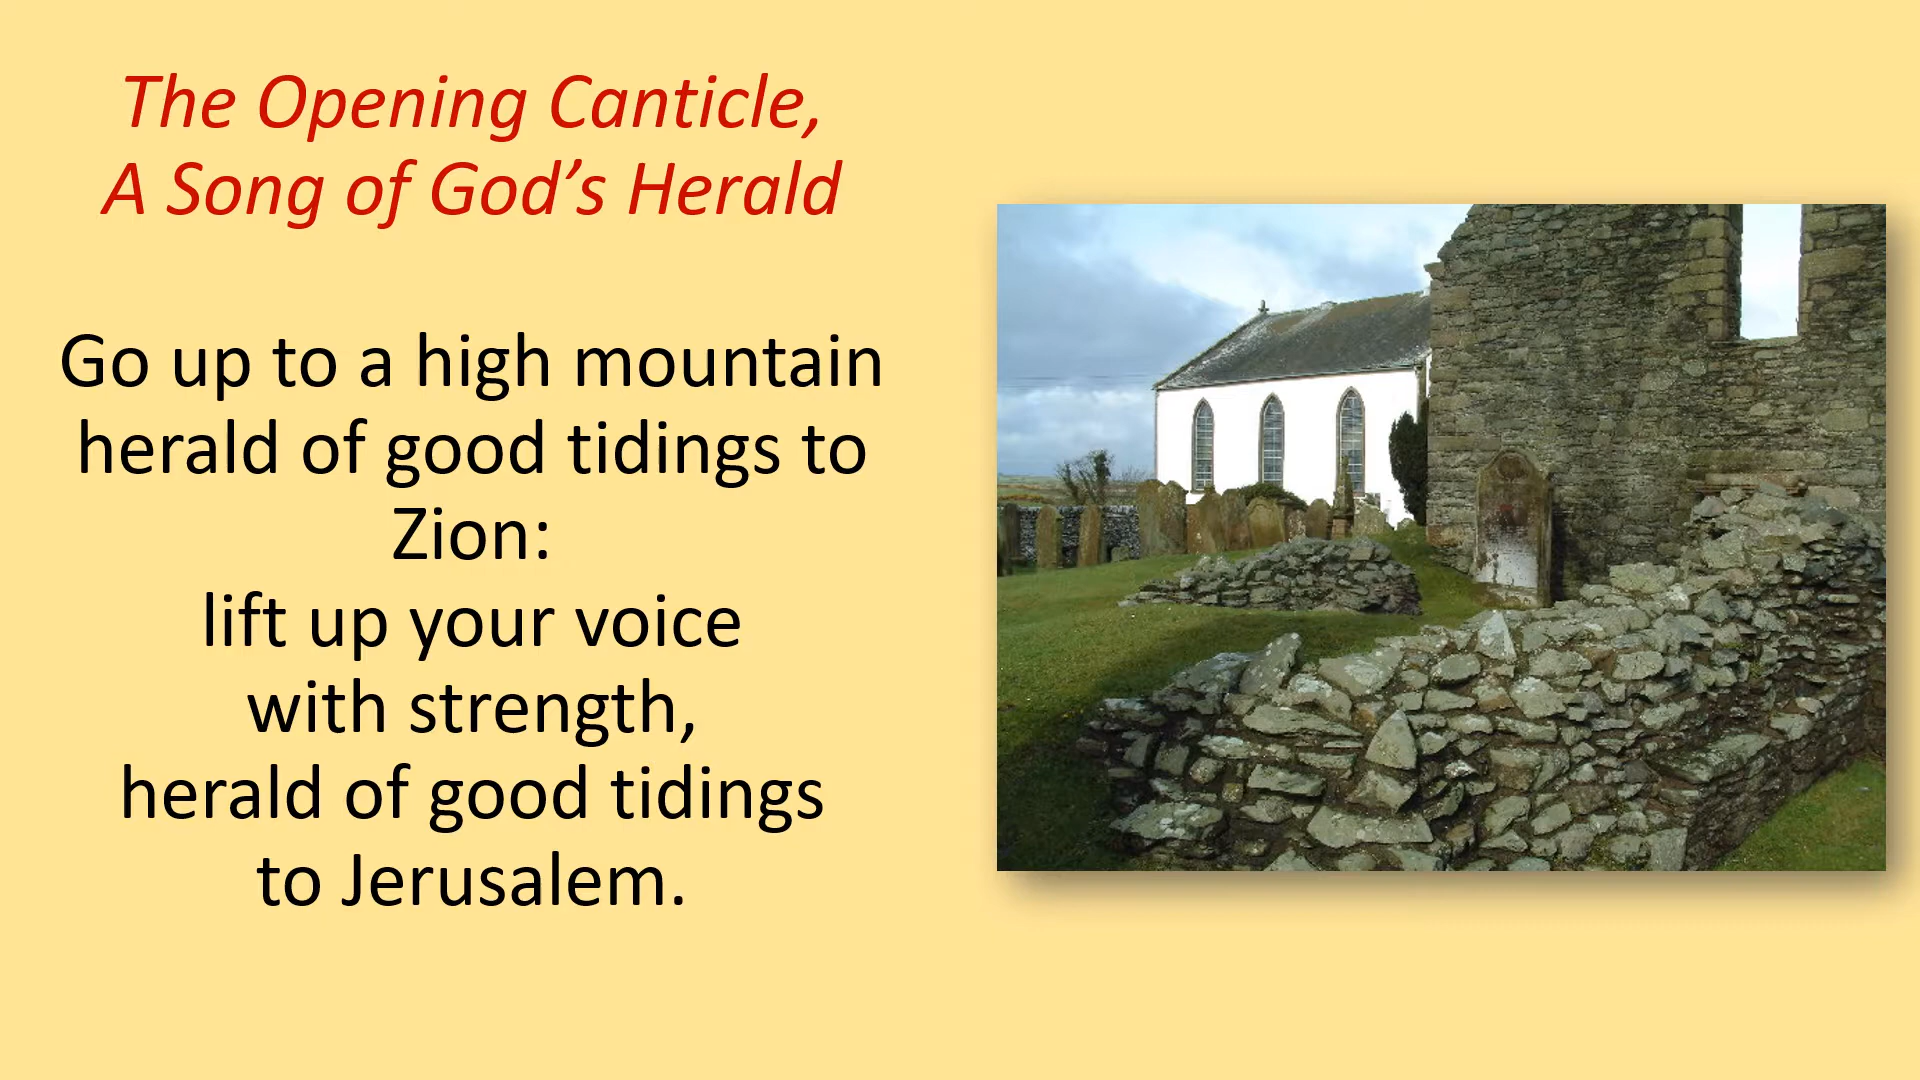 The Opening Canticle,
A Song of God’s Herald
Go up to a high mountain
herald of good tidings to
Zion:
lift up your voice
with strength,
herald of good tidings
to Jerusalem.